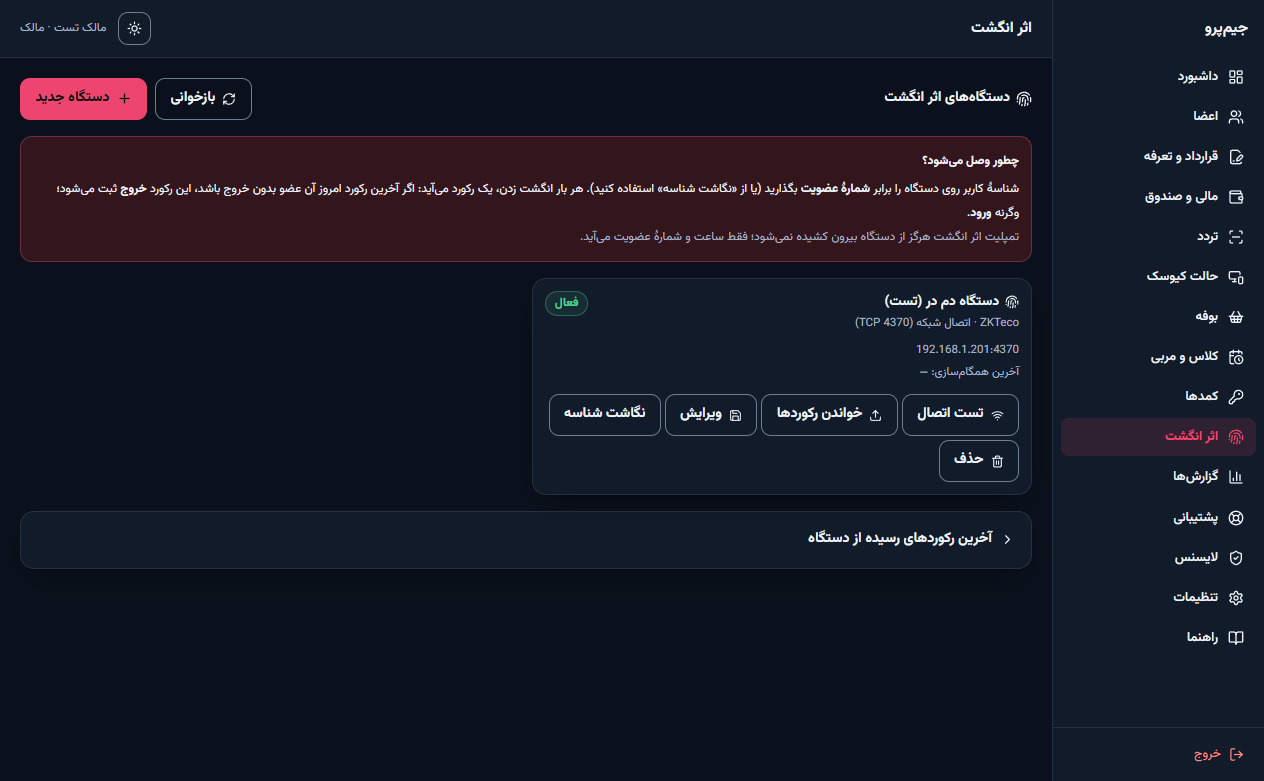 جیم‌پرو
داشبورد
اعضا
قرارداد و تعرفه
مالی و صندوق
تردد
حالت کیوسک
بوفه
کلاس و مربی
کمدها
اثر انگشت
گزارش‌ها
پشتیبانی
لایسنس
تنظیمات
راهنما
خروج
اثر انگشت
مالک تست · مالک
دستگاه‌های اثر انگشت
بازخوانی
دستگاه جدید
چطور وصل می‌شود؟
شناسهٔ کاربر روی دستگاه را برابر شمارهٔ عضویت بگذارید (یا از «نگاشت شناسه» استفاده کنید). هر بار انگشت زدن، یک رکورد می‌آید: اگر آخرین رکورد امروز آن عضو بدون خروج باشد، این رکورد خروج ثبت می‌شود؛
وگرنه ورود.
تمپلیت اثر انگشت هرگز از دستگاه بیرون کشیده نمی‌شود؛ فقط ساعت و شمارهٔ عضویت می‌آید.
دستگاه دم در (تست)
فعال
ZKTeco · اتصال شبکه (TCP 4370)
192.168.1.201:4370
آخرین همگام‌سازی: —
تست اتصال
خواندن رکوردها
ویرایش
نگاشت شناسه
حذف
آخرین رکوردهای رسیده از دستگاه